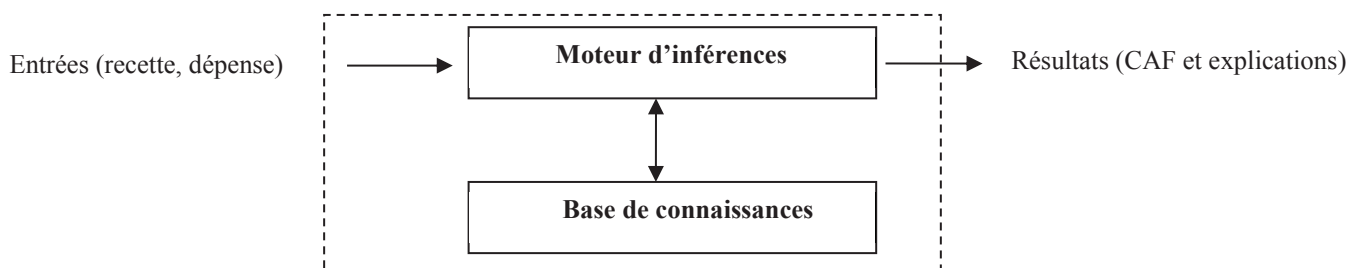 Moteur d’inférences
Entrées (recette, dépense)
Résultats (CAF et explications)
Base de connaissances